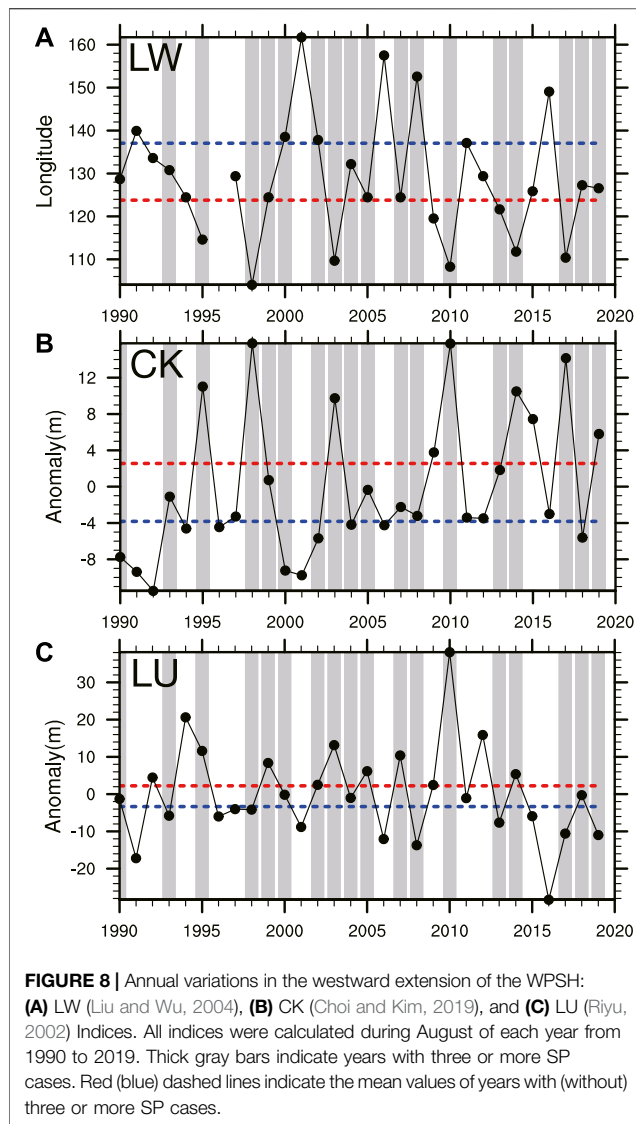 A
LW
160
150
140
130
120
110
Longitude
1990 1995 2000 2005 2010 2015 2020
B
CK
12
8
4
0
-4
-8
Anomaly(m)
1990 1995 2000 2005 2010 2015 2020
C
LU
30
20
10
0
-10
-20
Anomaly(m)
1990 1995 2000 2005 2010 2015 2020
FIGURE 8 | Annual variations in the westward extension of the WPSH:
(A) LW (Liu and Wu, 2004), (B) CK (Choi and Kim, 2019), and (C) LU (Riyu,
2002) Indices. All indices were calculated during August of each year from
1990 to 2019. Thick gray bars indicate years with three or more SP
cases. Red (blue) dashed lines indicate the mean values of years with (without)
three or more SP cases.